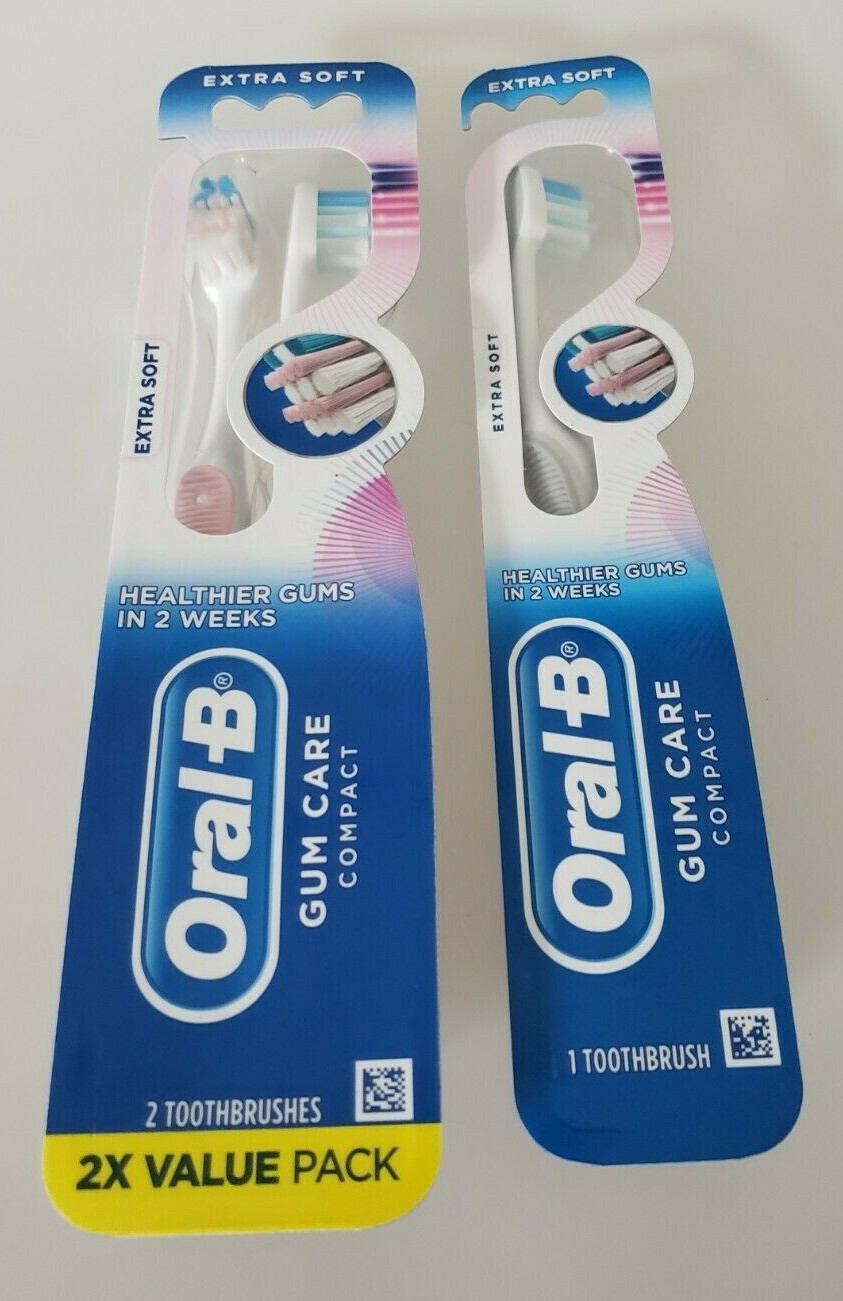 EXTRA SOFT
EXTRA SOFT
HEALTHIER GUMS
IN 2 WEEKS
Oral-B®
GUM CARE
COMPACT
2 TOOTHBRUSHES
2X VALUE PACK
EXTRA SOFT
EXTRA SOFT
HEALTHIER GUMS
IN 2 WEEKS
Oral-B®
GUM CARE
COMPACT
1 TOOTHBRUSH